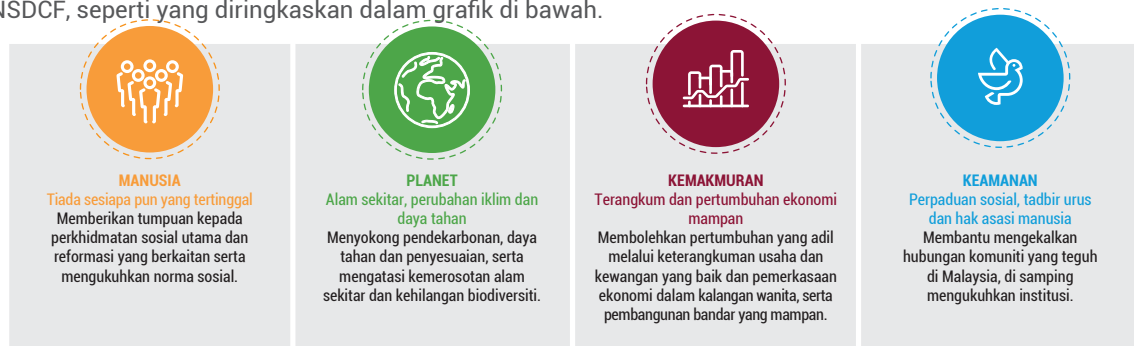 NSDCF, seperti yang diringkaskan dalam grafik di bawah.
MANUSIA
Tiada sesiapa pun yang tertinggal
Memberikan tumpuan kepada
perkhidmatan sosial utama dan
reformasi yang berkaitan serta
mengukuhkan norma sosial.
PLANET
Alam sekitar, perubahan iklim dan
daya tahan
Menyokong pendekarbonan, daya
tahan dan penyesuaian, serta
mengatasi kemerosotan alam
sekitar dan kehilangan biodiversiti.
KEMAKMURAN
Terangkum dan pertumbuhan ekonomi
mampan
Membolehkan pertumbuhan yang adil
melalui keterangkuman usaha dan
kewangan yang baik dan pemerkasaan
ekonomi dalam kalangan wanita, serta
pembangunan bandar yang mampan.
KEAMANAN
Perpaduan sosial, tadbir urus
dan hak asasi manusia
Membantu mengekalkan
hubungan komuniti yang teguh
di Malaysia, di samping
mengukuhkan institusi.